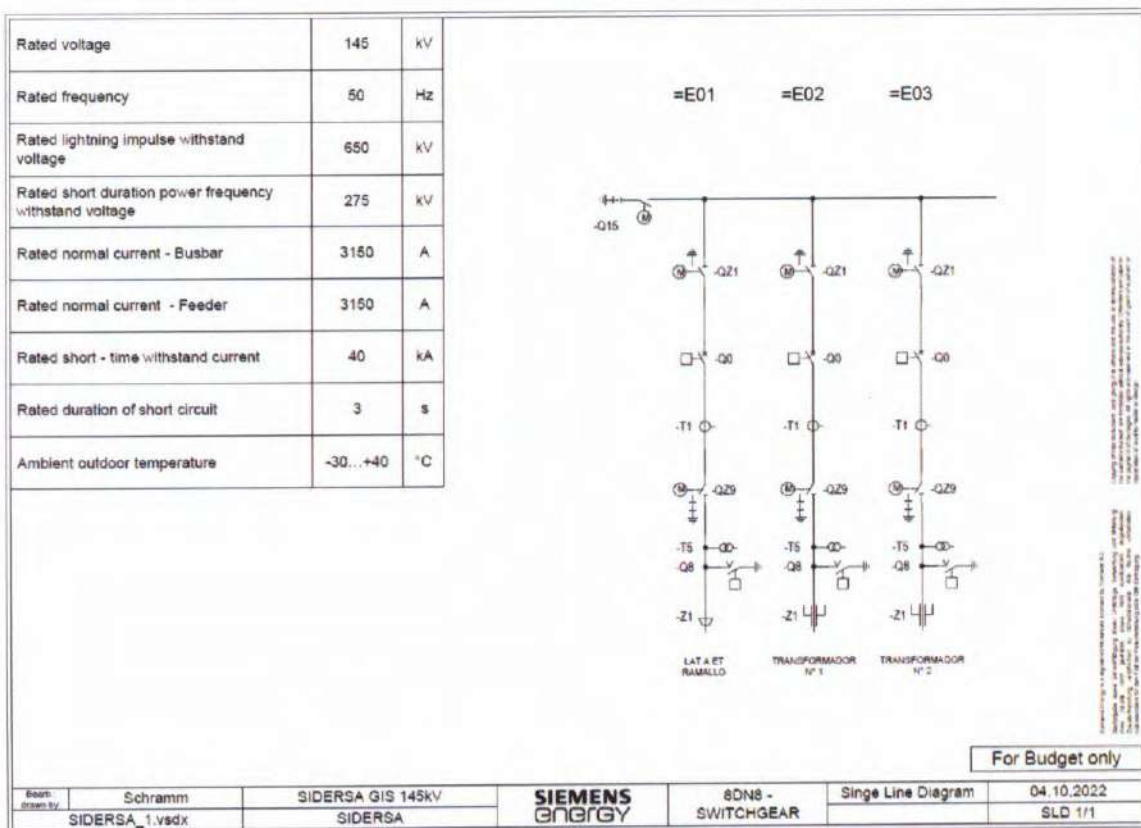 Rated voltage 145 kV
Rated frequency 50 Hz
Rated lightning impulse withstand
voltage 650 kV
Rated short duration power frequency
withstand voltage 275 kV
Rated normal current - Busbar 3150 A
Rated normal current - Feeder 3150 A
Rated short - time withstand current 40 kA
Rated duration of short circuit 3 s
Ambient outdoor temperature -30...+40 °C
=E01 =E02 =E03
-Q15 M
M -QZ1 M -QZ1 M -QZ1
-Q0 -Q0 -Q0
-T1 -T1 -T1
M -QZ9 M -QZ9 M -QZ9
-T5 -T5 -T5
-Q8 -Q8 -Q8
-Z1 -Z1 -Z1
LAT A ET
RAMALLO
TRANSFORMADOR
N° 1
TRANSFORMADOR
N° 2
For Budget only
drawn by Schramm SIDERSA GIS 145kV SIEMENS 8DN8 - Singe Line Diagram 04.10.2022
SIDERSA_1.vsdx SIDERSA energy SWITCHGEAR SLD 1/1